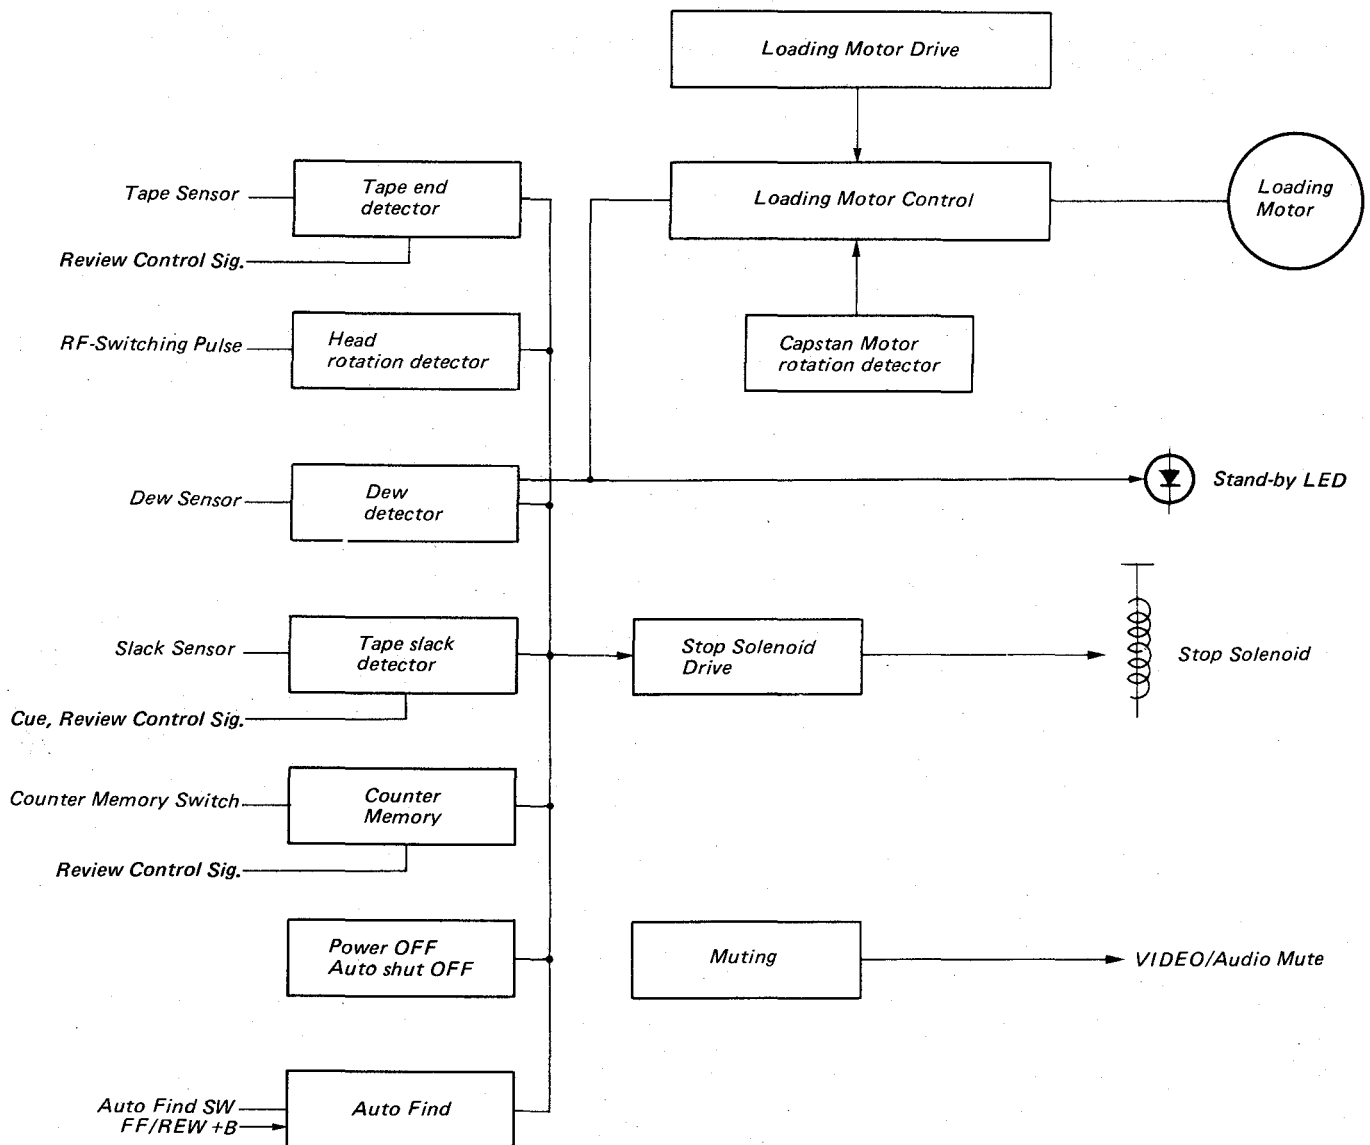 Loading Motor Drive
Tape Sensor
Tape end
detector
Loading Motor Control
Loading
Motor
Review Control Sig.
RF-Switching Pulse
Head
rotation detector
Capstan Motor
rotation detector
Dew Sensor
Dew
detector
Stand-by LED
Slack Sensor
Tape slack
detector
Stop Solenoid
Drive
Stop Solenoid
Cue, Review Control Sig.
Counter Memory Switch
Counter
Memory
Review Control Sig.
Power OFF
Auto shut OFF
Muting
VIDEO/Audio Mute
Auto Find SW
FF/REW +B
Auto Find